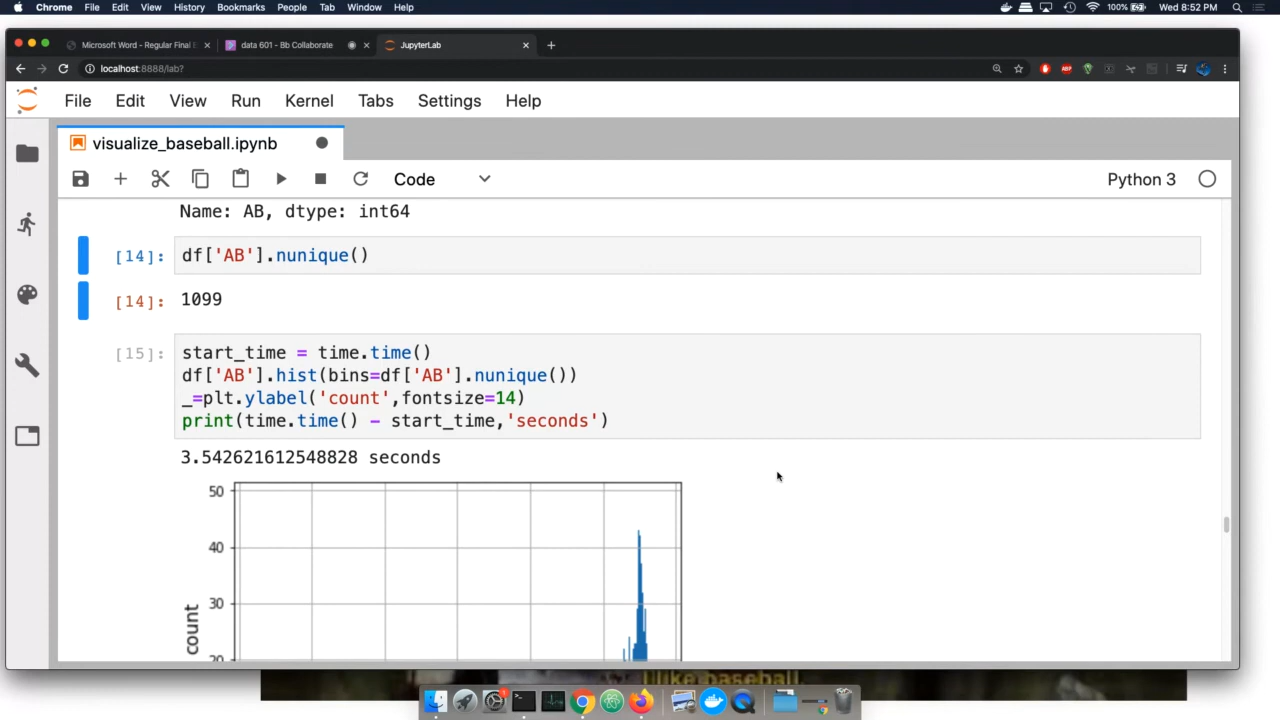 Chrome File Edit View History Bookmarks People Tab Window Help 100% Wed 8:52 PM
Microsoft Word - Regular Final E × data 601 - Bb Collaborate × JupyterLab × +
localhost:8888/lab?
ABP
File Edit View Run Kernel Tabs Settings Help
visualize_baseball.ipynb
Code Python 3
Name: AB, dtype: int64
[14]: df['AB'].nunique()
[14]: 1099
[15]: start_time = time.time()
df['AB'].hist(bins=df['AB'].nunique())
_=plt.ylabel('count',fontsize=14)
print(time.time() - start_time,'seconds')
3.542621612548828 seconds
50
40
30
20
count
I like baseball.